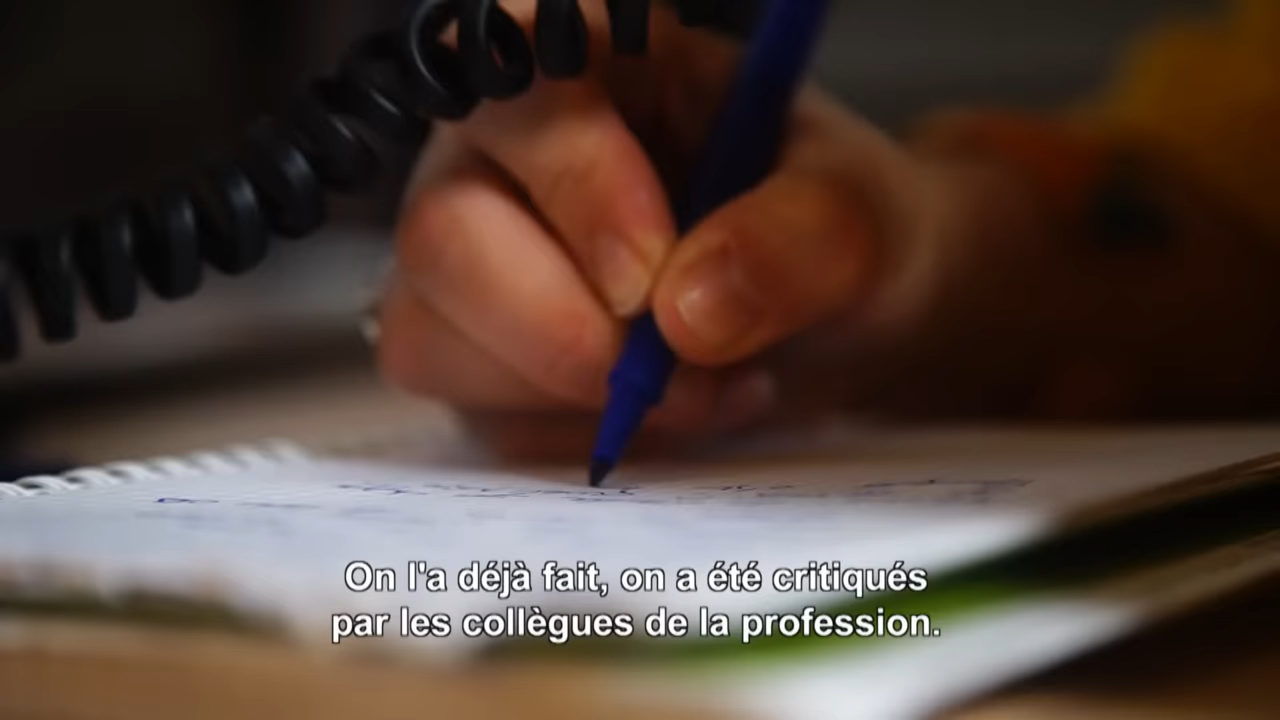 On l'a déjà fait, on a été critiqués
par les collègues de la profession.